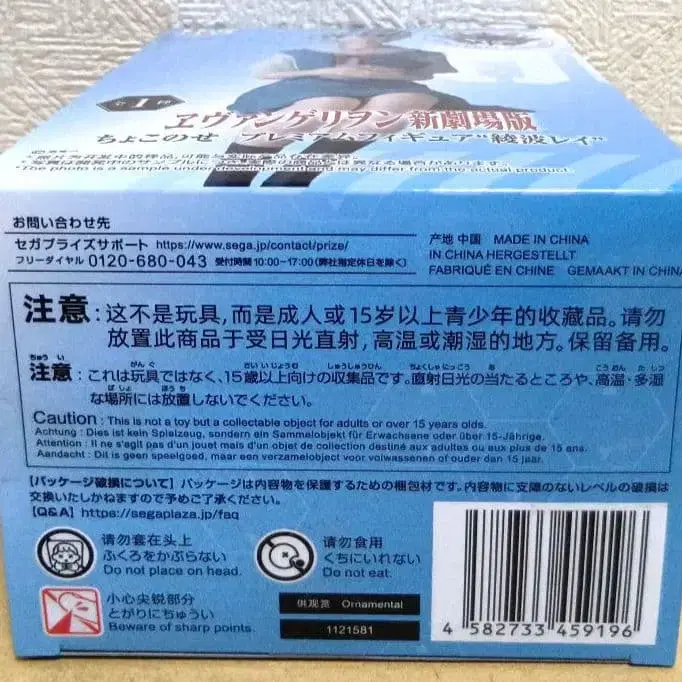 全1種
ヱヴァンゲリヲン新劇場版
ちょこのせ プレミアムフィギュア“綾波レイ”
*The photo is a sample under development and may differ from the actual product.
お問い合わせ先
セガプライズサポート https://www.sega.jp/contact/prize/
フリーダイヤル 0120-680-043 受付時間10:00~17:00(弊社指定休日を除く)
产地 中国 MADE IN CHINA
IN CHINA HERGESTELLT
FABRIQUÉ EN CHINE GEMAAKT IN CHINA
注意:这不是玩具,而是成人或15岁以上青少年的收藏品。请勿
放置此商品于受日光直射,高温或潮湿的地方。保留备用。
注意:これは玩具ではなく、15歳以上向けの収集品です。直射日光の当たるところや、高温・多湿
な場所には放置しないでください。
Caution : This is not a toy but a collectable object for adults or over 15 years olds.
Achtung : Dies ist kein Spielzeug, sondern ein Sammelobjekt für Erwachsene oder über 15-Jährige.
Attention : Il ne s'agit pas d'un jouet mais d'un objet de collection destiné aux adultes ou aux plus de 15 ans.
Aandacht : Dit is geen speelgoed, maar een verzamelobject voor volwassenen of ouder dan 15 jaar.
【パッケージ破損について】パッケージは内容物を保護するための梱包材です。内容物に支障のないレベルの破損は
交換いたしかねますので予めご了承ください。
【Q&A】https://segaplaza.jp/faq
请勿套在头上
ふくろをかぶらない
Do not place on head.
请勿食用
くちにいれない
Do not eat.
小心尖锐部分
とがりにちゅうい
Beware of sharp points.
供观赏 Ornamental
1121581
4 582733 459196